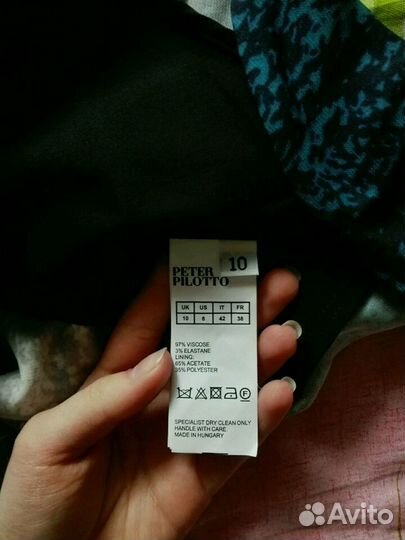 10
PETER
PILOTTO
UK US IT FR
10 6 42 38
97% VISCOSE
3% ELASTANE
LINING:
65% ACETATE
35% POLYESTER
SPECIALIST DRY CLEAN ONLY
HANDLE WITH CARE.
MADE IN HUNGARY
Avito